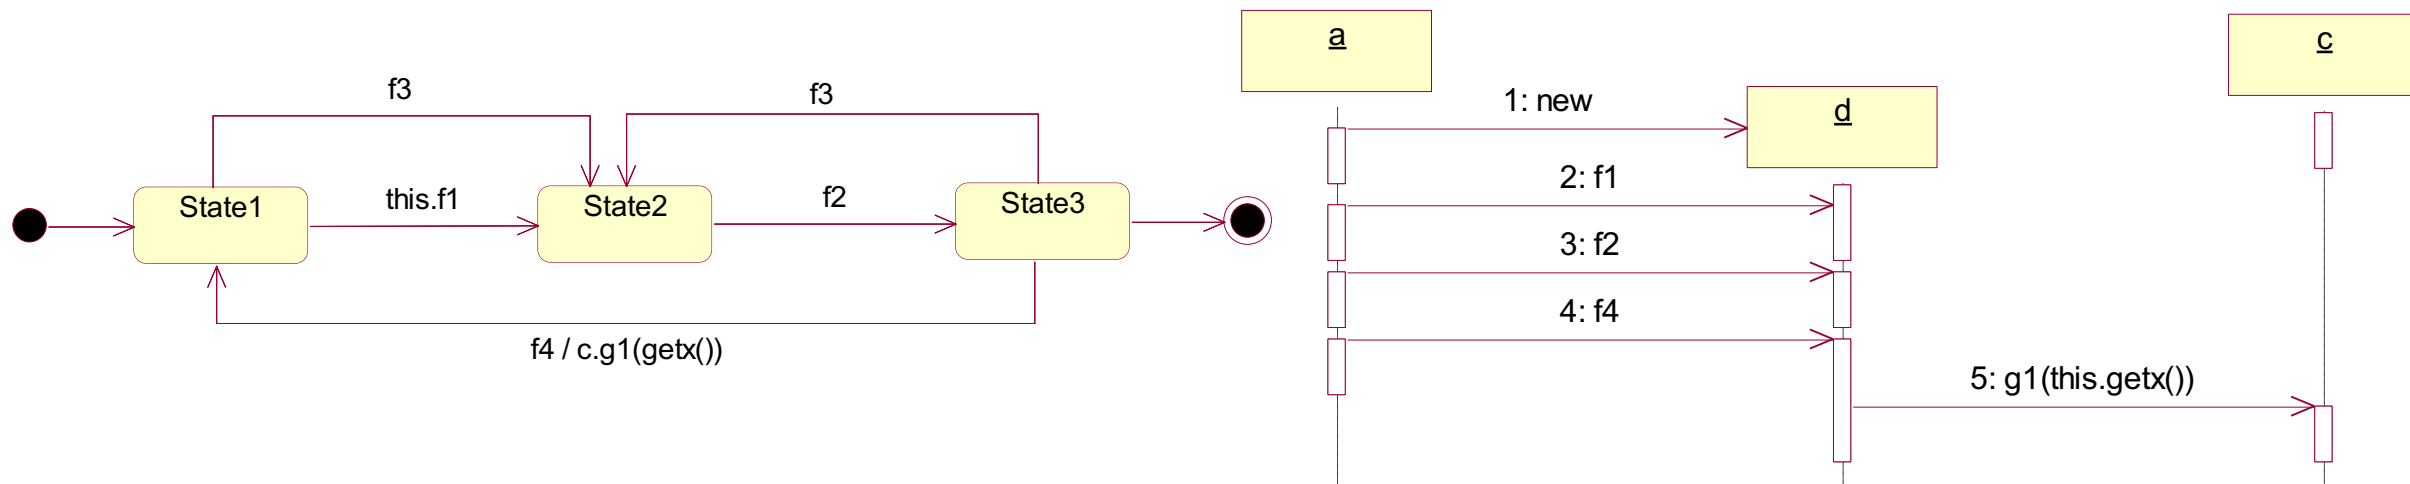 f3
f3
State1
this.f1
State2
f2
State3
f4 / c.g1(getx())
a
c
1: new
d
2: f1
3: f2
4: f4
5: g1(this.getx())